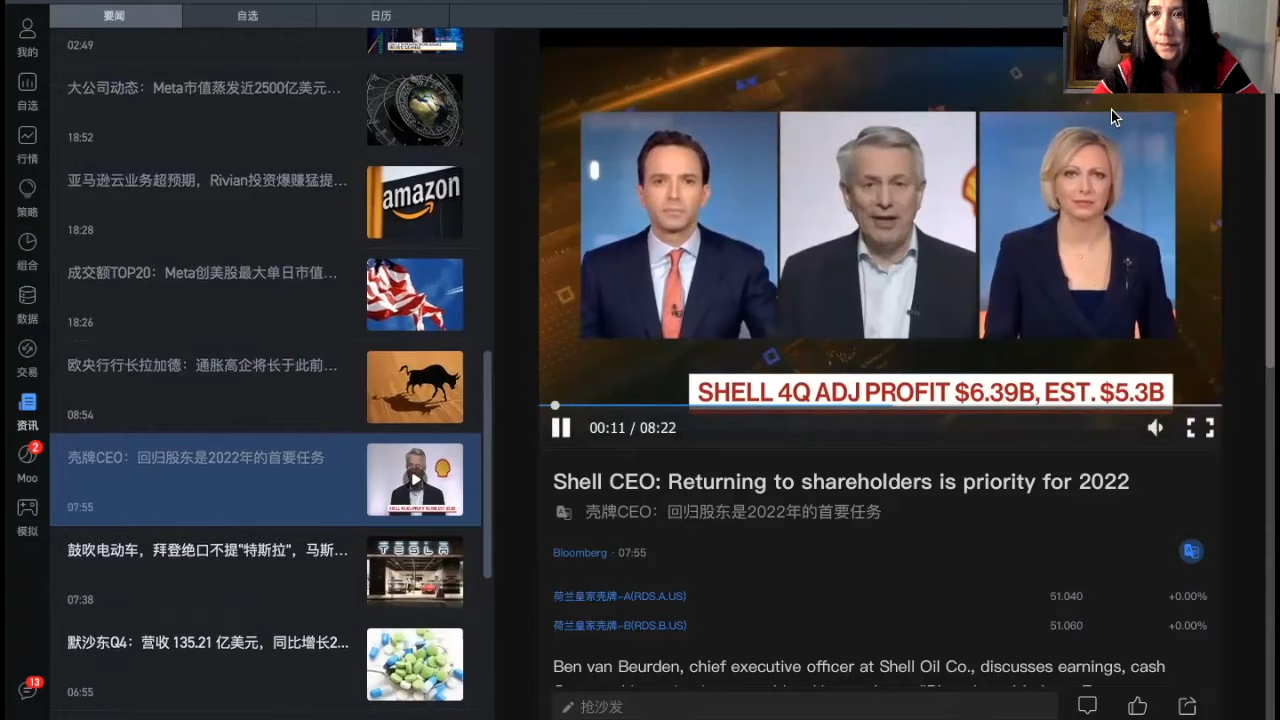 要闻
自选
日历
我的
自选
行情
策略
组合
数据
交易
资讯
2
Moo
模拟
13
02:49
大公司动态：Meta市值蒸发近2500亿美元...
18:52
亚马逊云业务超预期，Rivian投资爆赚猛提...
18:28
amazon
成交额TOP20：Meta创美股最大单日市值...
18:26
欧央行行长拉加德：通胀高企将长于此前...
08:54
壳牌CEO：回归股东是2022年的首要任务
07:55
鼓吹电动车，拜登绝口不提"特斯拉"，马斯...
07:38
TESLA
默沙东Q4：营收 135.21 亿美元，同比增长2...
06:55
SHELL 4Q ADJ PROFIT $6.39B, EST. $5.3B
00:11 / 08:22
Shell CEO: Returning to shareholders is priority for 2022
壳牌CEO：回归股东是2022年的首要任务
Bloomberg · 07:55
荷兰皇家壳牌-A(RDS.A.US) 51.040 +0.00%
荷兰皇家壳牌-B(RDS.B.US) 51.060 +0.00%
Ben van Beurden, chief executive officer at Shell Oil Co., discusses earnings, cash
抢沙发